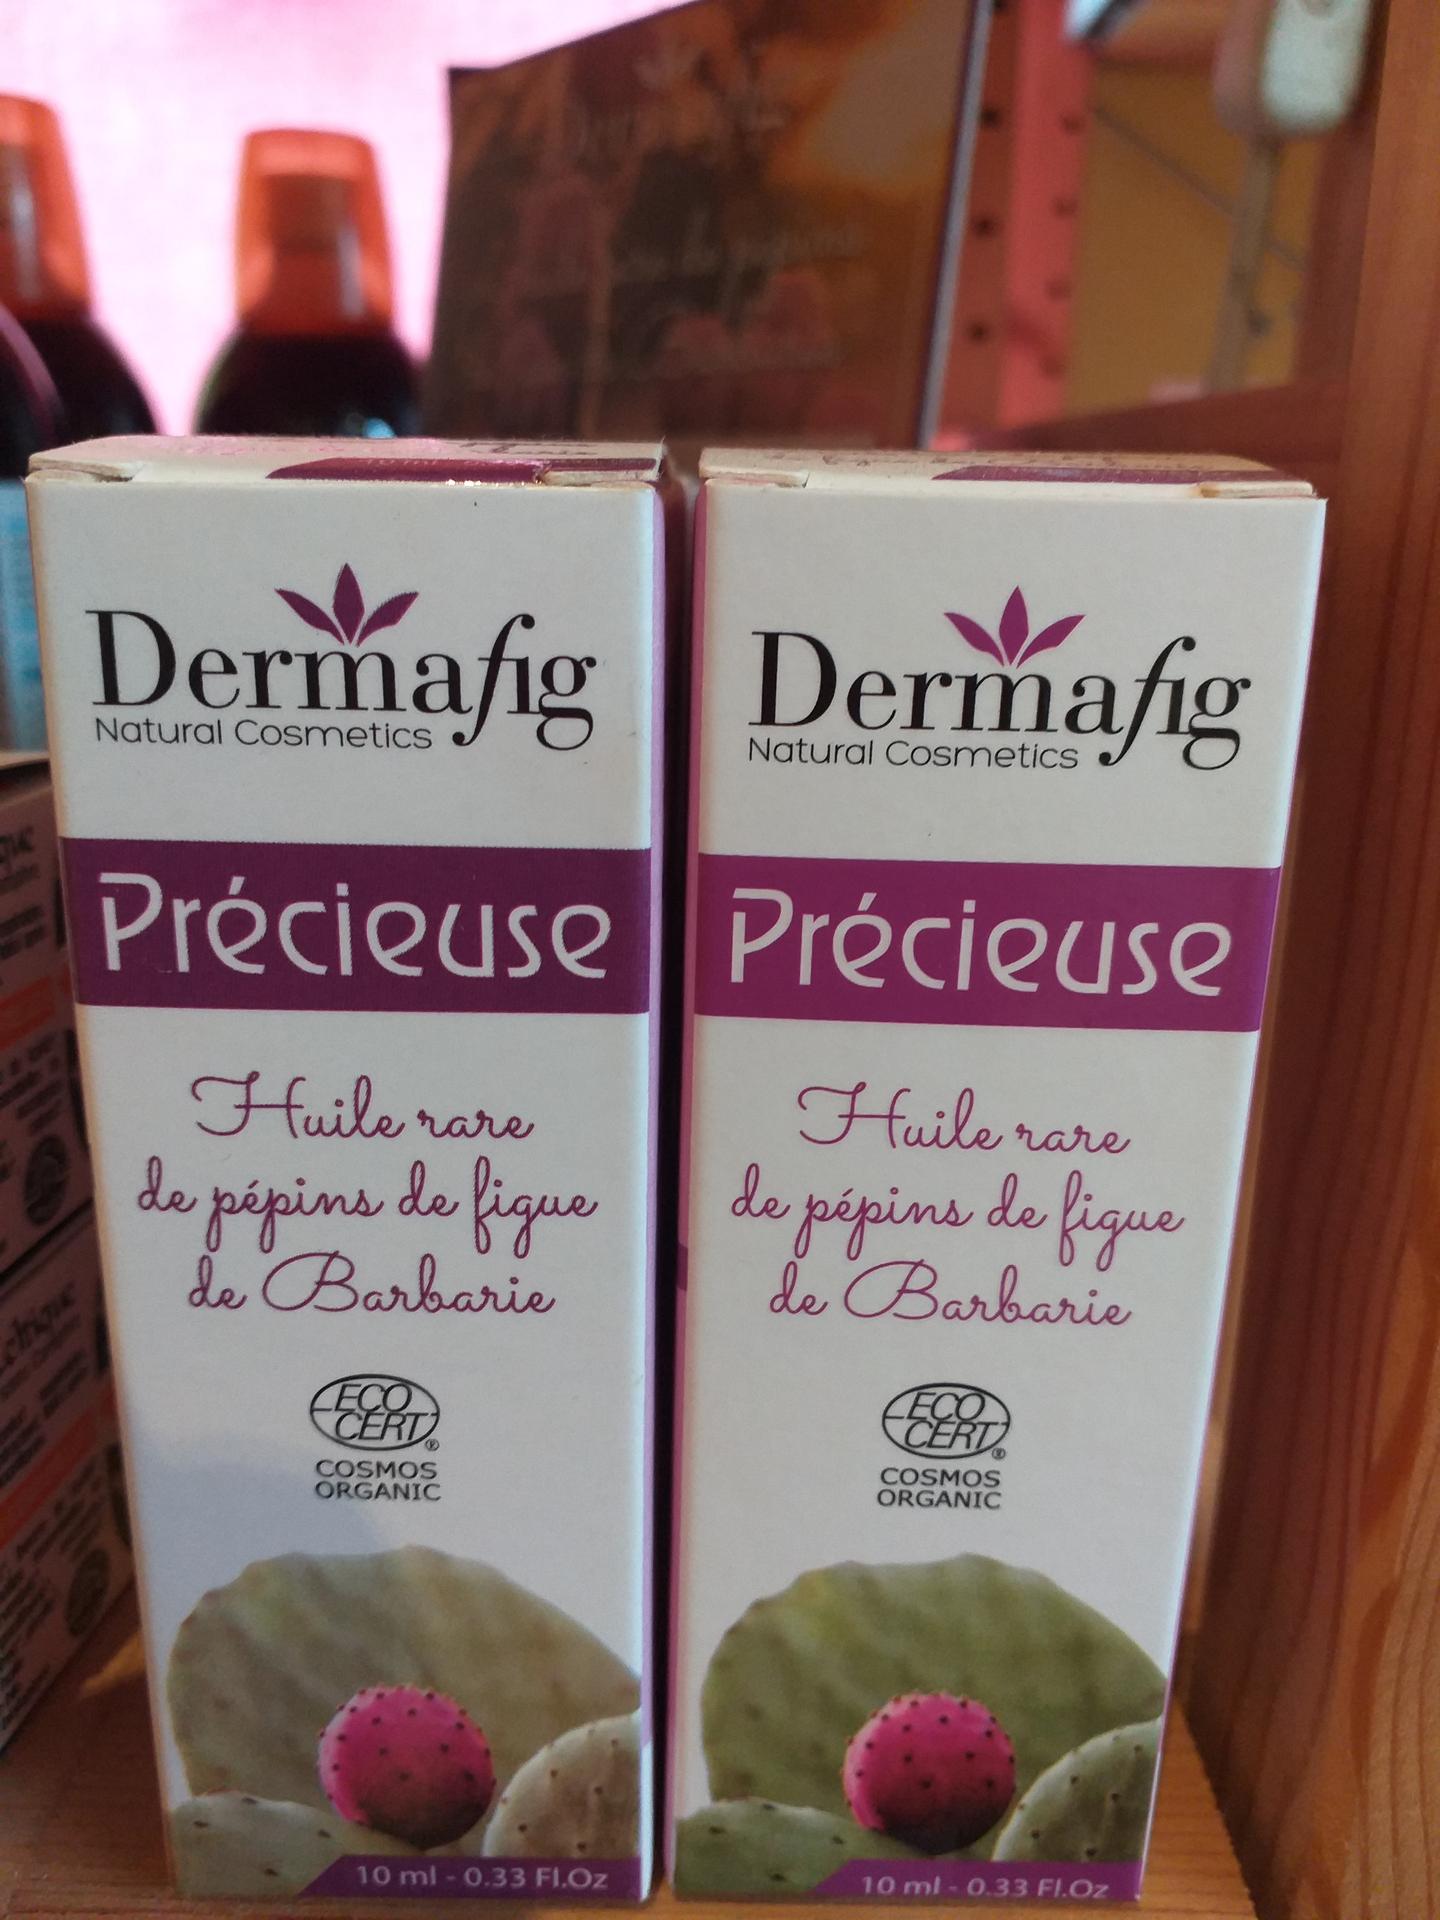 Dermafig
Natural Cosmetics
Précieuse
Huile rare
de pépins de figue
de Barbarie
ECO
CERT®
COSMOS
ORGANIC
10 ml - 0.33 Fl.Oz
Dermafig
Natural Cosmetics
Précieuse
Huile rare
de pépins de figue
de Barbarie
ECO
CERT®
COSMOS
ORGANIC
10 ml - 0.33 Fl.Oz